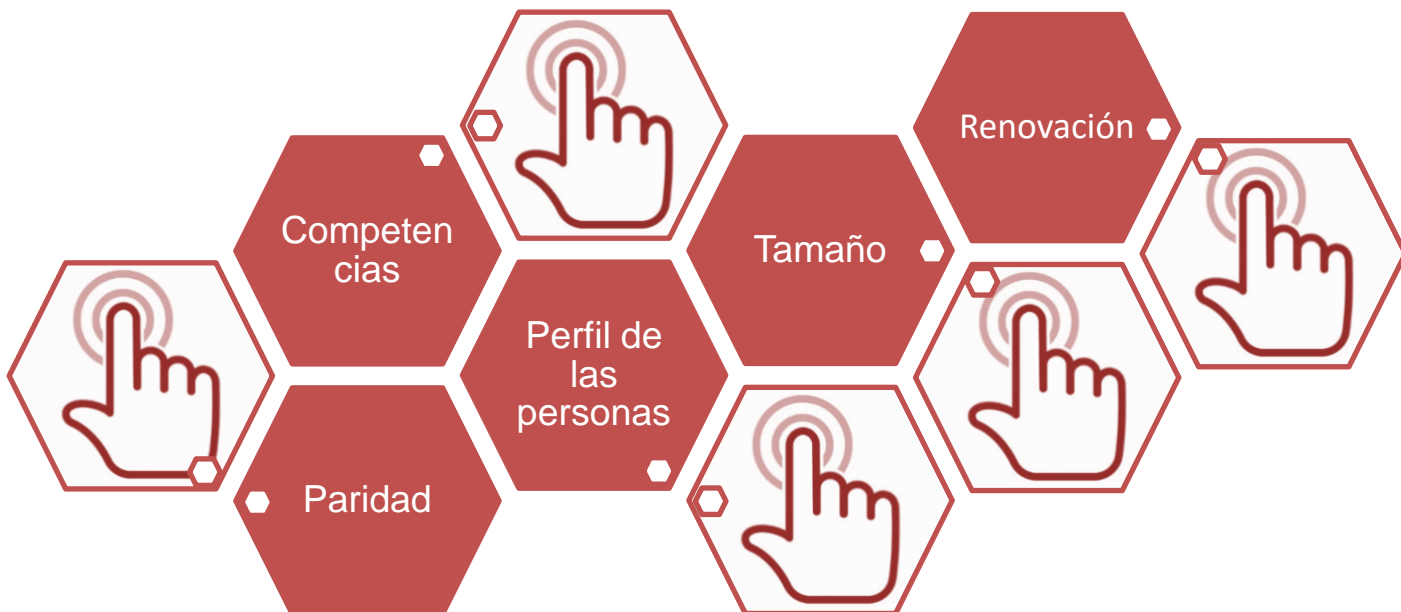 Renovación
Competen
cias
Tamaño
Perfil de
las
personas
Paridad